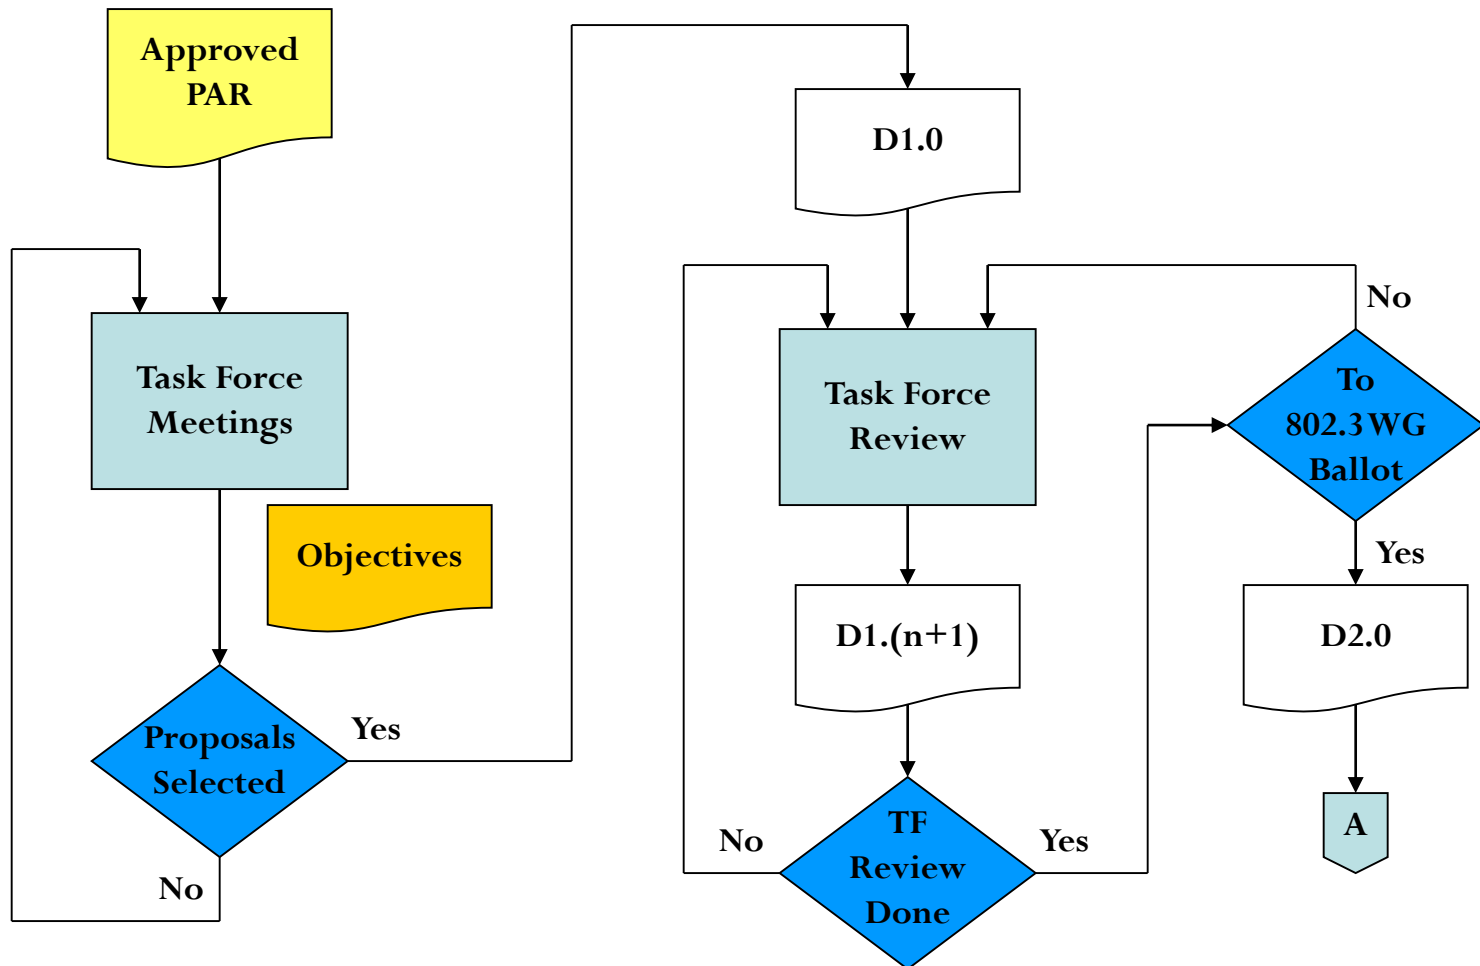 Approved
PAR
Task Force
Meetings
Objectives
Proposals
Selected
Yes
No
D1.0
Task Force
Review
D1.(n+1)
TF
Review
Done
No
Yes
To
802.3 WG
Ballot
No
Yes
D2.0
A